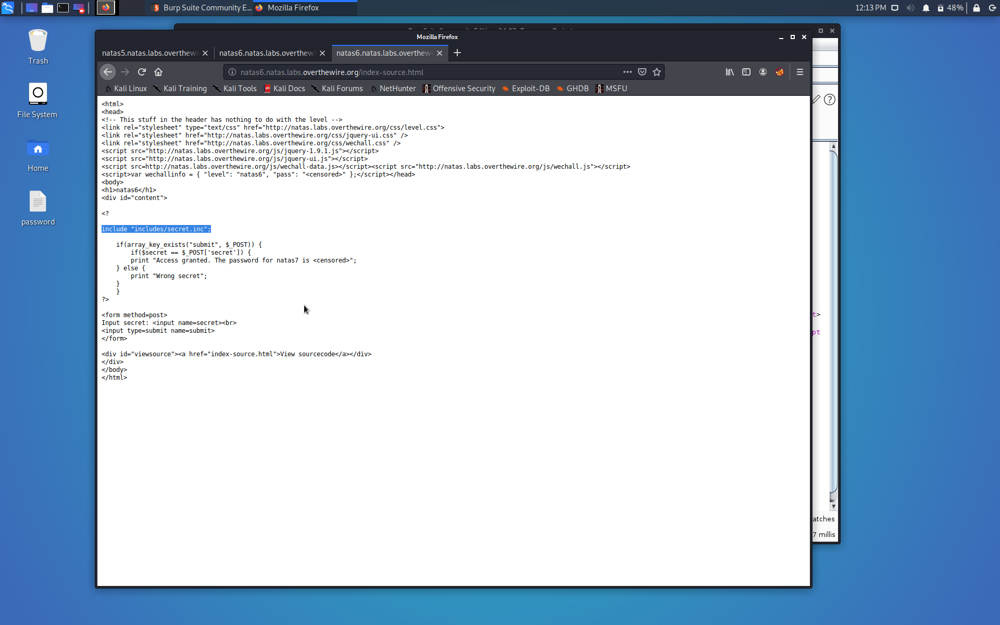 Burp Suite Community E...
Mozilla Firefox
12:13 PM
48%
Trash
File System
Home
password
Mozilla Firefox
natas5.natas.labs.overthewi
natas6.natas.labs.overthewi
natas6.natas.labs.overthewi
natas6.natas.labs.overthewire.org/index-source.html
Kali Linux
Kali Training
Kali Tools
Kali Docs
Kali Forums
NetHunter
Offensive Security
Exploit-DB
GHDB
MSFU
<html>
<head>
<!-- This stuff in the header has nothing to do with the level -->
<link rel="stylesheet" type="text/css" href="http://natas.labs.overthewire.org/css/level.css">
<link rel="stylesheet" href="http://natas.labs.overthewire.org/css/jquery-ui.css" />
<link rel="stylesheet" href="http://natas.labs.overthewire.org/css/wechall.css" />
<script src="http://natas.labs.overthewire.org/js/jquery-1.9.1.js"></script>
<script src="http://natas.labs.overthewire.org/js/jquery-ui.js"></script>
<script src=http://natas.labs.overthewire.org/js/wechall-data.js></script><script src="http://natas.labs.overthewire.org/js/wechall.js"></script>
<script>var wechallinfo = { "level": "natas6", "pass": "<censored>" };</script></head>
<body>
<h1>natas6</h1>
<div id="content">
<?
include "includes/secret.inc";
if(array_key_exists("submit", $_POST)) {
if($secret == $_POST['secret']) {
print "Access granted. The password for natas7 is <censored>";
} else {
print "Wrong secret";
}
}
?>
<form method=post>
Input secret: <input name=secret><br>
<input type=submit name=submit>
</form>
<div id="viewsource"><a href="index-source.html">View sourcecode</a></div>
</div>
</body>
</html>
t>
pt
atches
7 millis